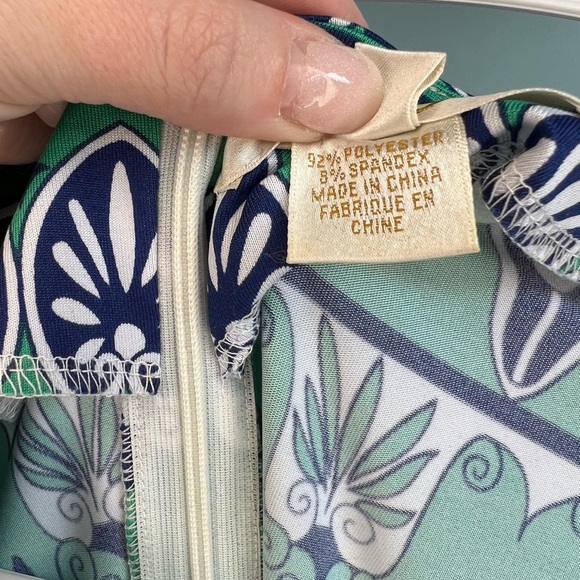 92% POLYESTER
8% SPANDEX
MADE IN CHINA
FABRIQUE EN
CHINE